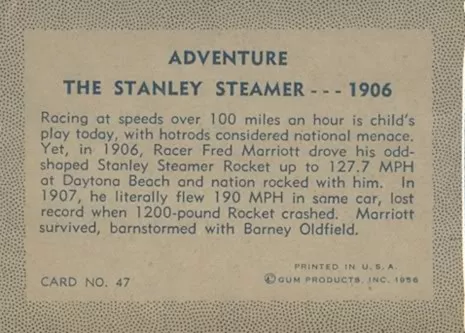 ADVENTURE
THE STANLEY STEAMER - - - 1906
Racing at speeds over 100 miles an hour is child's
play today, with hotrods considered national menace.
Yet, in 1906, Racer Fred Marriott drove his odd-
shaped Stanley Steamer Rocket up to 127.7 MPH
at Daytona Beach and nation rocked with him. In
1907, he literally flew 190 MPH in same car, lost
record when 1200-pound Rocket crashed. Marriott
survived, barnstormed with Barney Oldfield.
PRINTED IN U. S. A.
CARD NO. 47
© GUM PRODUCTS, INC. 1956